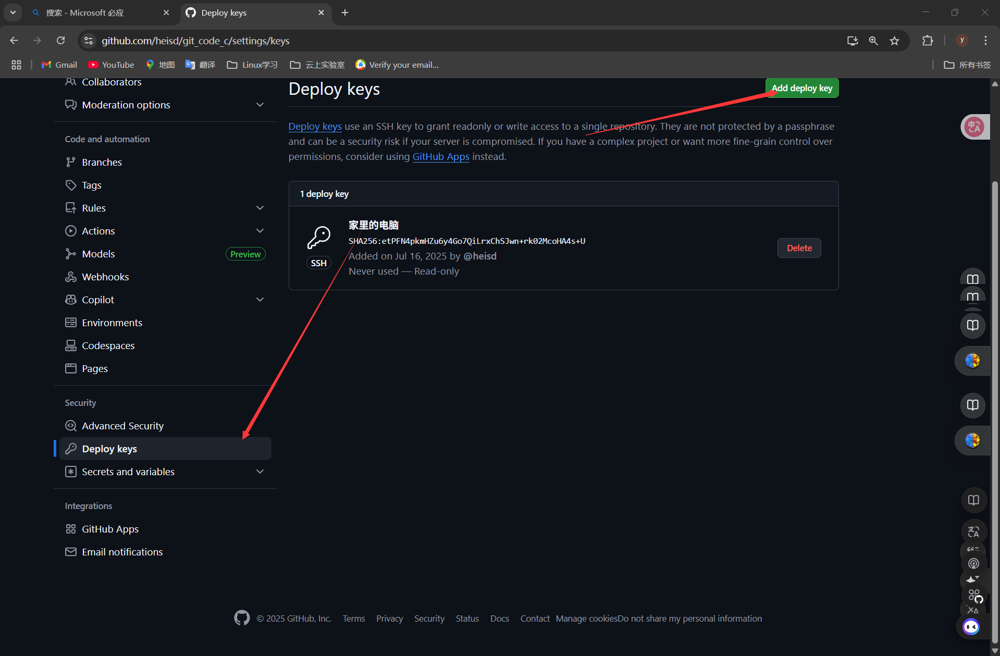 搜索 - Microsoft 必应
Deploy keys
github.com/heisd/git_code_c/settings/keys
y
Gmail
YouTube
地图
翻译
Linux学习
云上实验室
Verify your email...
所有书签
Collaborators
Moderation options
Code and automation
Branches
Tags
Rules
Actions
Models
Preview
Webhooks
Copilot
Environments
Codespaces
Pages
Security
Advanced Security
Deploy keys
Secrets and variables
Integrations
GitHub Apps
Email notifications
Deploy keys
Add deploy key
Deploy keys use an SSH key to grant readonly or write access to a single repository. They are not protected by a passphrase
and can be a security risk if your server is compromised. If you have a complex project or want more fine-grain control over
permissions, consider using GitHub Apps instead.
1 deploy key
家里的电脑
SHA256:etPFN4pkmHZu6y4Go7QiLrxChSJwn+rk02McoHA4s+U
Added on Jul 16, 2025 by @heisd
Never used — Read-only
SSH
Delete
© 2025 GitHub, Inc.
Terms
Privacy
Security
Status
Docs
Contact
Manage cookies
Do not share my personal information